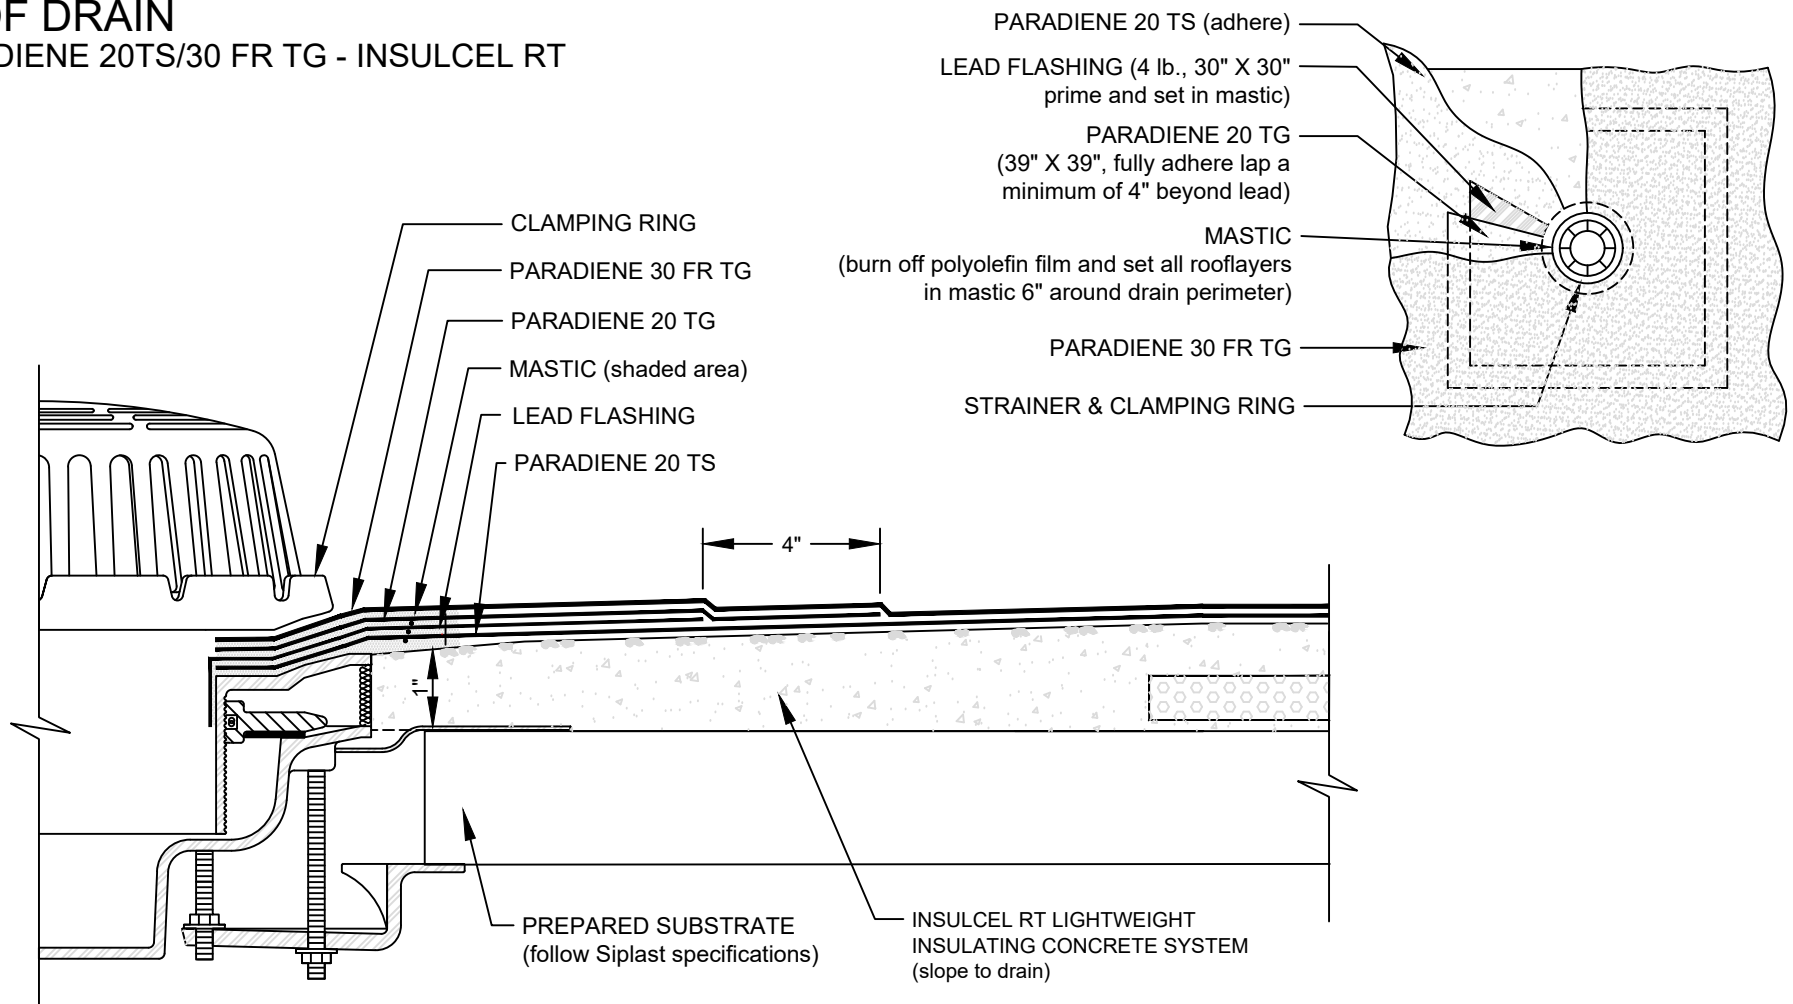 OF DRAIN
DIENE 20TS/30 FR TG - INSULCEL RT
PARADIENE 20 TS (adhere)
LEAD FLASHING (4 lb., 30" X 30"
prime and set in mastic)
PARADIENE 20 TG
(39" X 39", fully adhere lap a
minimum of 4" beyond lead)
MASTIC
(burn off polyolefin film and set all rooflayers
in mastic 6" around drain perimeter)
PARADIENE 30 FR TG
STRAINER & CLAMPING RING
CLAMPING RING
PARADIENE 30 FR TG
PARADIENE 20 TG
MASTIC (shaded area)
LEAD FLASHING
PARADIENE 20 TS
4"
1"
PREPARED SUBSTRATE
(follow Siplast specifications)
INSULCEL RT LIGHTWEIGHT
INSULATING CONCRETE SYSTEM
(slope to drain)